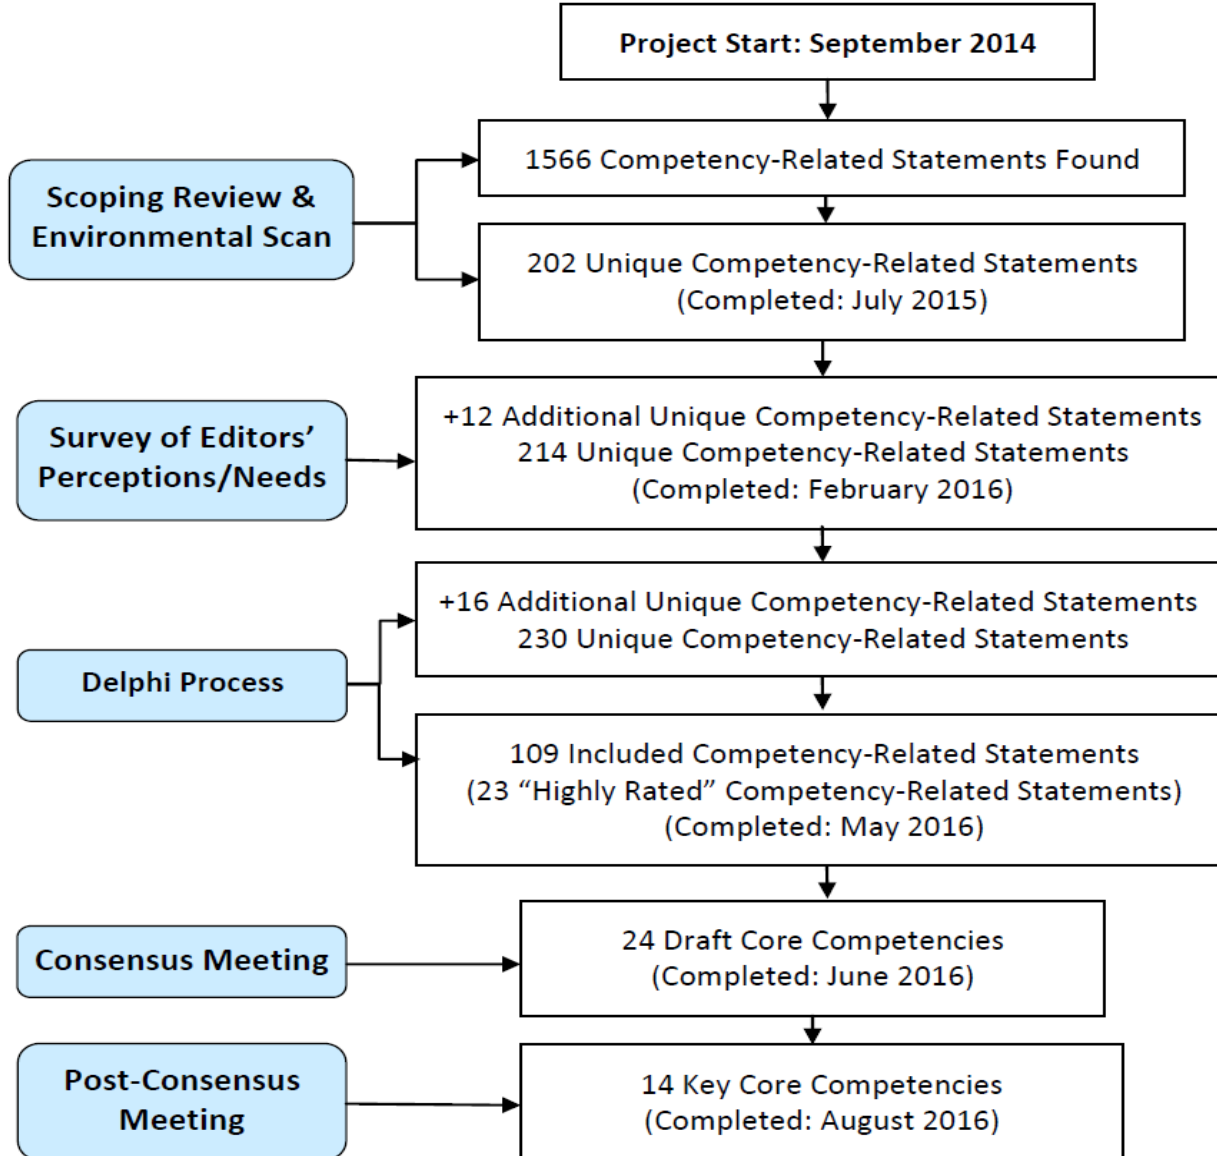 Project Start: September 2014
Scoping Review &
Environmental Scan
1566 Competency-Related Statements Found
202 Unique Competency-Related Statements
(Completed: July 2015)
Survey of Editors’
Perceptions/Needs
+12 Additional Unique Competency-Related Statements
214 Unique Competency-Related Statements
(Completed: February 2016)
Delphi Process
+16 Additional Unique Competency-Related Statements
230 Unique Competency-Related Statements
109 Included Competency-Related Statements
(23 “Highly Rated” Competency-Related Statements)
(Completed: May 2016)
Consensus Meeting
24 Draft Core Competencies
(Completed: June 2016)
Post-Consensus
Meeting
14 Key Core Competencies
(Completed: August 2016)